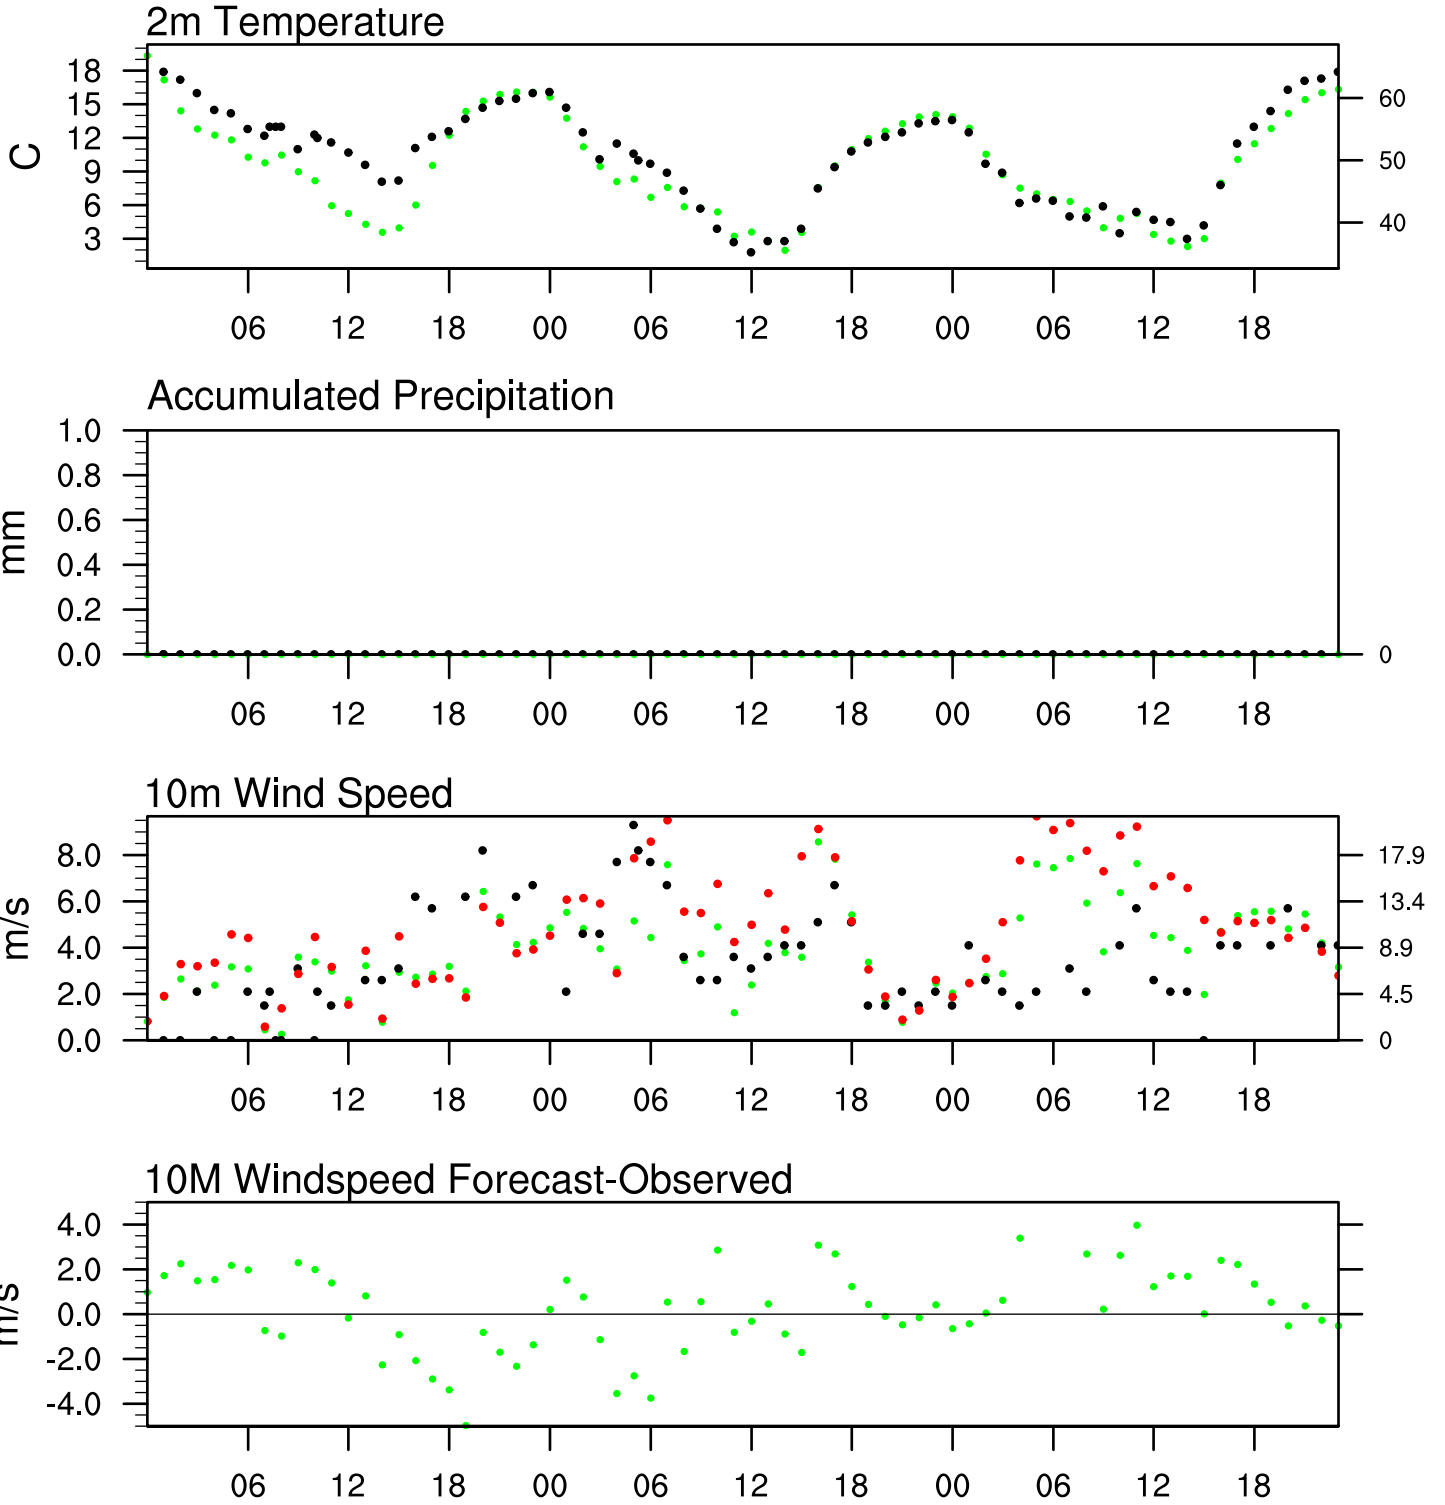 2m Temperature
18
15
12
9
6
3
C
60
50
40
06 12 18 00 06 12 18 00 06 12 18
Accumulated Precipitation
1.0
0.8
0.6
0.4
0.2
0.0
mm
0
06 12 18 00 06 12 18 00 06 12 18
10m Wind Speed
8.0
6.0
4.0
2.0
0.0
m/s
17.9
13.4
8.9
4.5
0
06 12 18 00 06 12 18 00 06 12 18
10M Windspeed Forecast-Observed
4.0
2.0
0.0
-2.0
-4.0
m/s
06 12 18 00 06 12 18 00 06 12 18